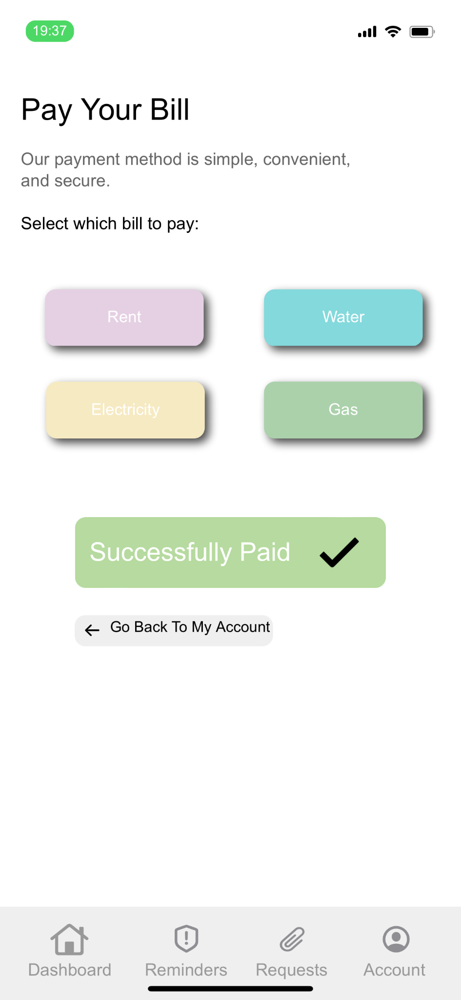 19:37
Pay Your Bill
Our payment method is simple, convenient,
and secure.
Select which bill to pay:
Rent
Water
Electricity
Gas
Successfully Paid
Go Back To My Account
Dashboard
Reminders
Requests
Account